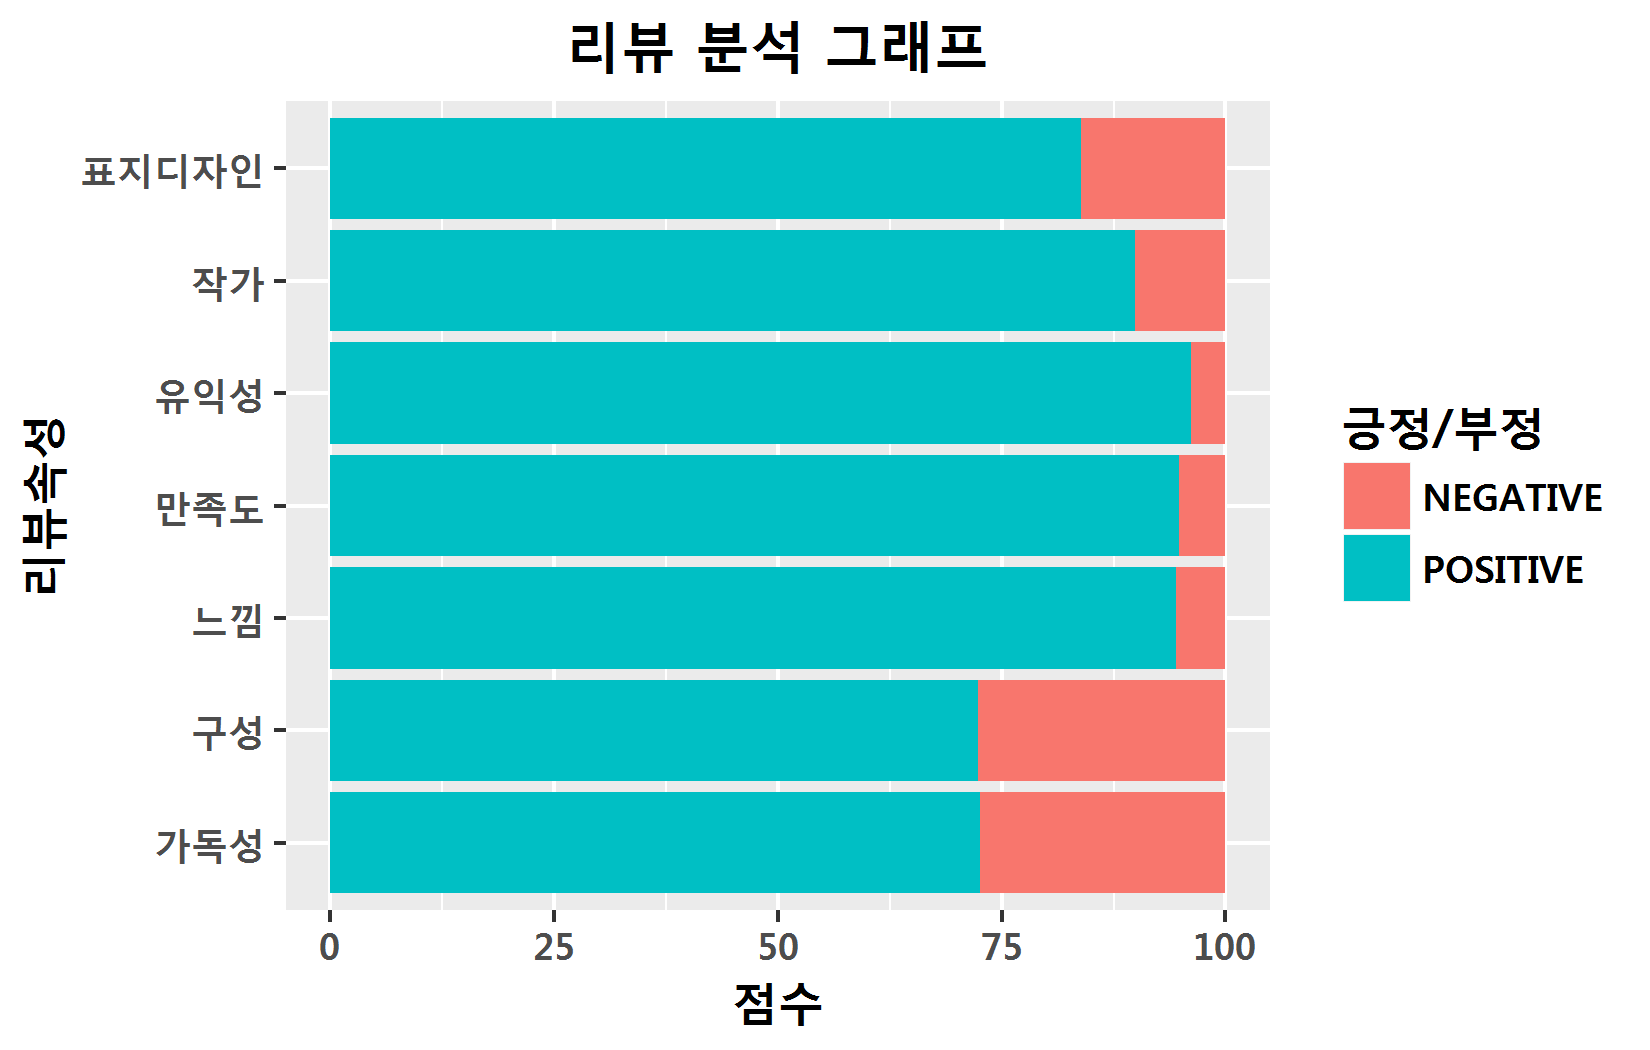 리뷰 분석 그래프
표지디자인
작가
유익성
만족도
느낌
구성
가독성
리뷰속성
0 25 50 75 100
점수
긍정/부정
NEGATIVE
POSITIVE